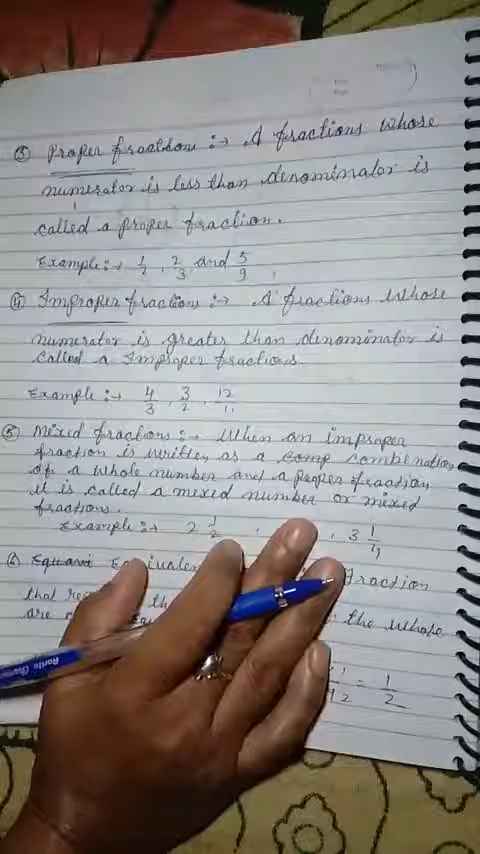 ③ Proper fraction :→ A fractions whose
numerator is less than denominator is
called a proper fraction.
Example :→ 1/2, 2/3 and 5/9,
④ Improper fraction :→ A fractions whose
numerator is greater than denominator is
called a Improper fractions
Example :→ 4/3, 3/2, 12/11
⑤ Mixed fractions :→ When an improper
fraction is written as a comp combination
of a whole number and a proper fraction
it is called a mixed number or mixed
fractions.
Example :→ 2 1/2 , , 3 1/4
⑥ Equavi Fraction
that the
are the whole
= 1/2
Rorito